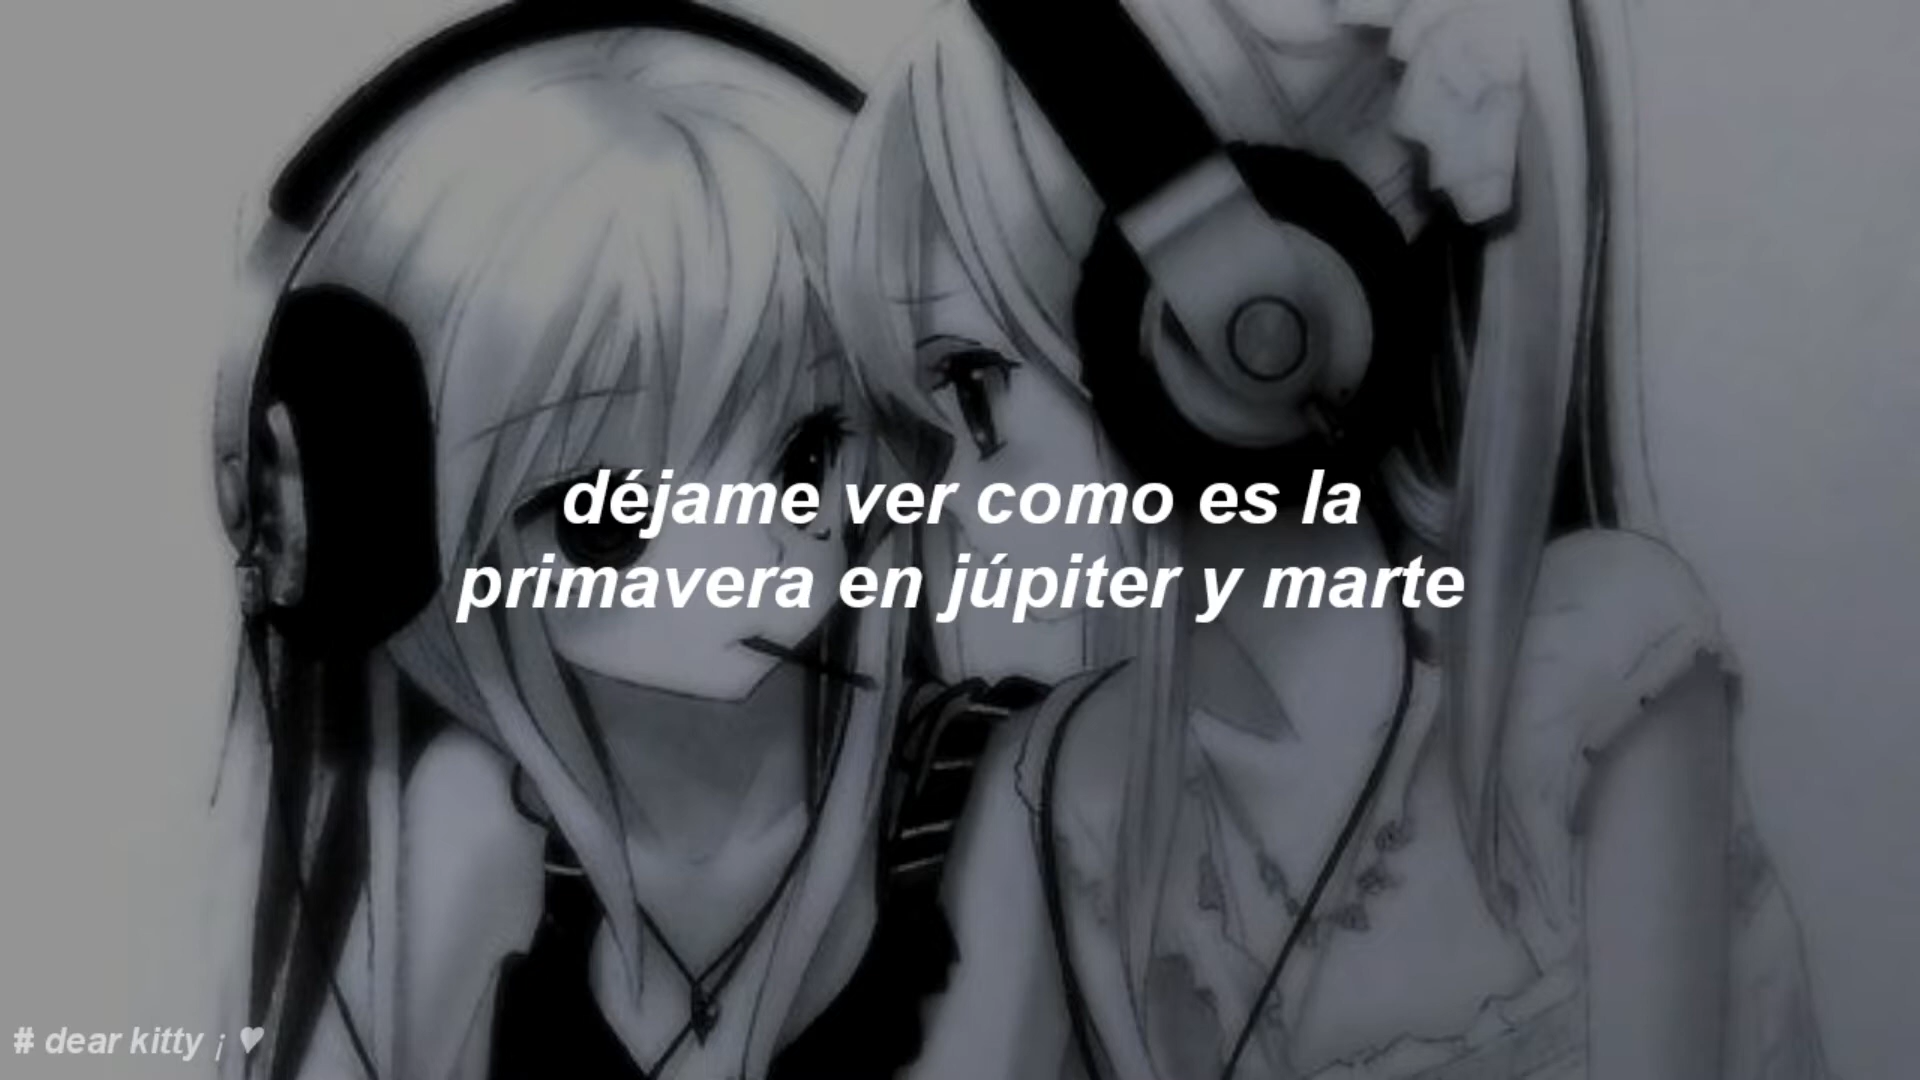 déjame ver como es la
primavera en júpiter y marte
# dear kitty ¡ ♥